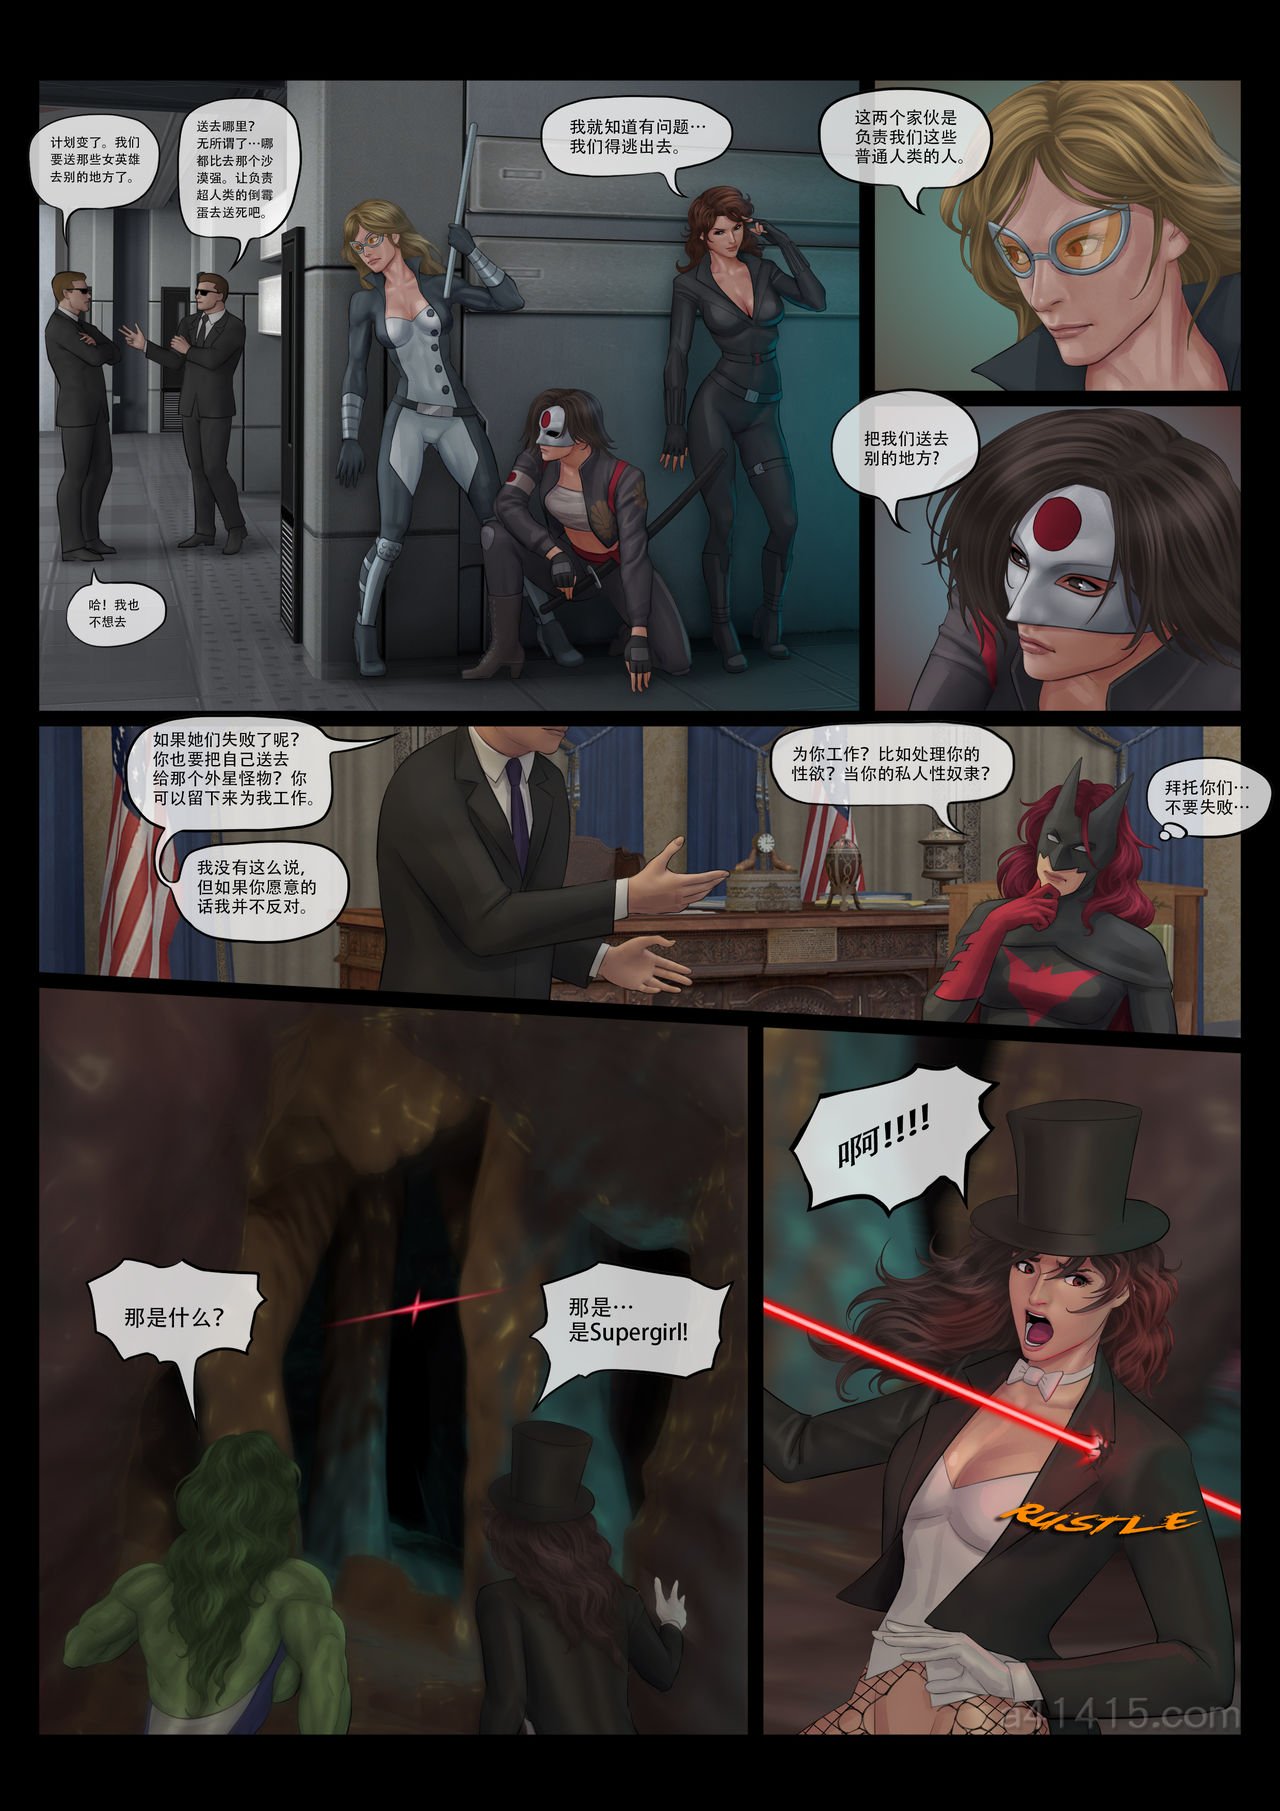 计划变了。我们
要送那些女英雄
去别的地方了。
送去哪里？
无所谓了…哪
都比去那个沙
漠强。让负责
超人类的倒霉
蛋去送死吧。
哈！我也
不想去
我就知道有问题…
我们得逃出去。
这两个家伙是
负责我们这些
普通人类的人。
把我们送去
别的地方？
如果她们失败了呢？
你也要把自己送去
给那个外星怪物？你
可以留下来为我工作。
我没有这么说，
但如果你愿意的
话我并不反对。
为你工作？比如处理你的
性欲？当你的私人性奴隶？
拜托你们…
不要失败…
那是什么？
那是…
是Supergirl!
啊!!!!
RUSTLE
a41415.com